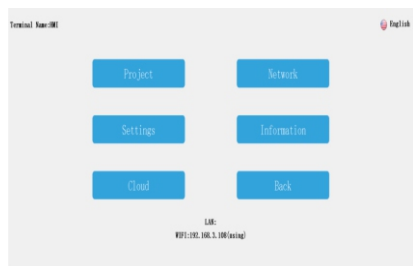 Terminal Name:HMI
English
Project
Network
Settings
Information
Cloud
Back
LAN:
WIFI:192.168.3.108(using)